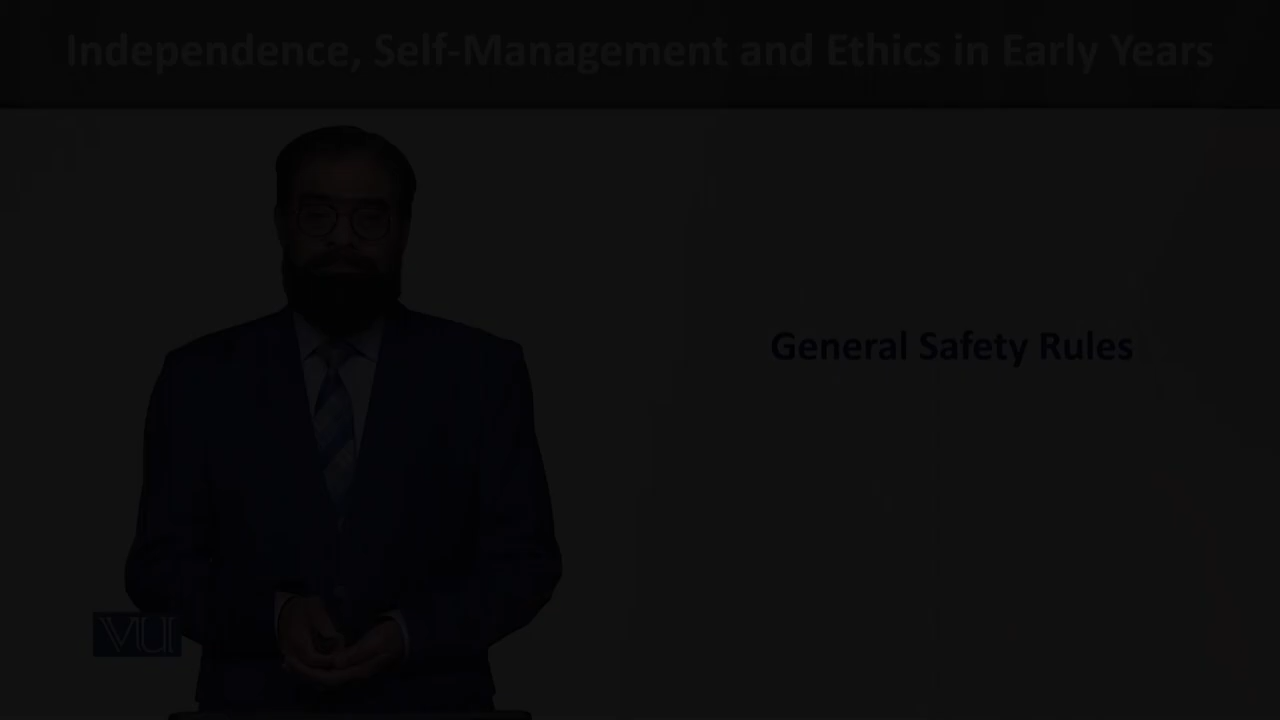 Independence, Self-Management and Ethics in Early Years
General Safety Rules
VU